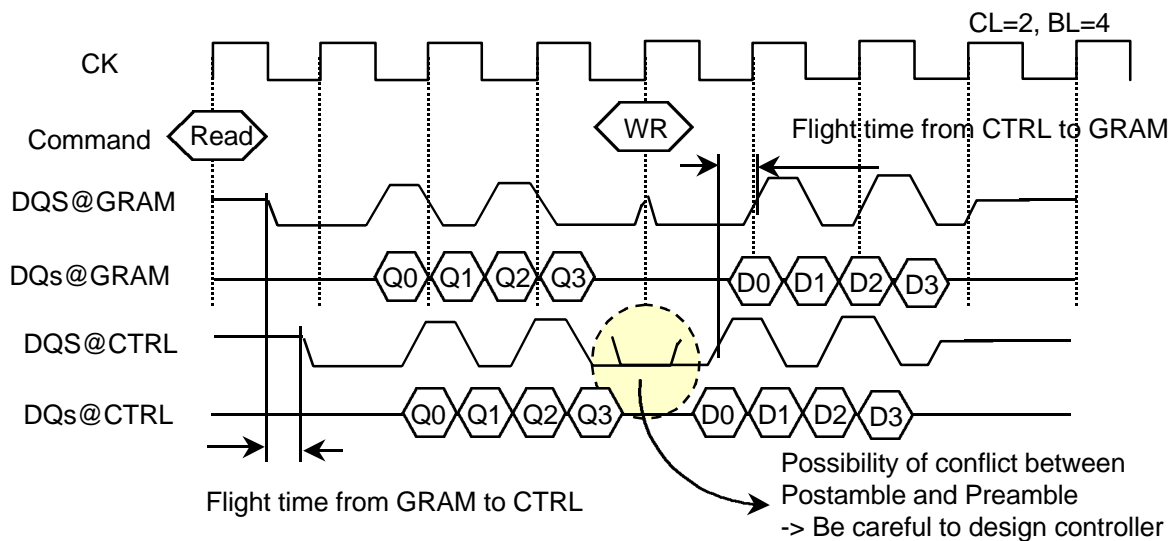 CL=2, BL=4
CK
Command
Read
WR
Flight time from CTRL to GRAM
DQS@GRAM
DQs@GRAM
Q0 Q1 Q2 Q3
D0 D1 D2 D3
DQS@CTRL
DQs@CTRL
Q0 Q1 Q2 Q3
D0 D1 D2 D3
Flight time from GRAM to CTRL
Possibility of conflict between
Postamble and Preamble
-> Be careful to design controller